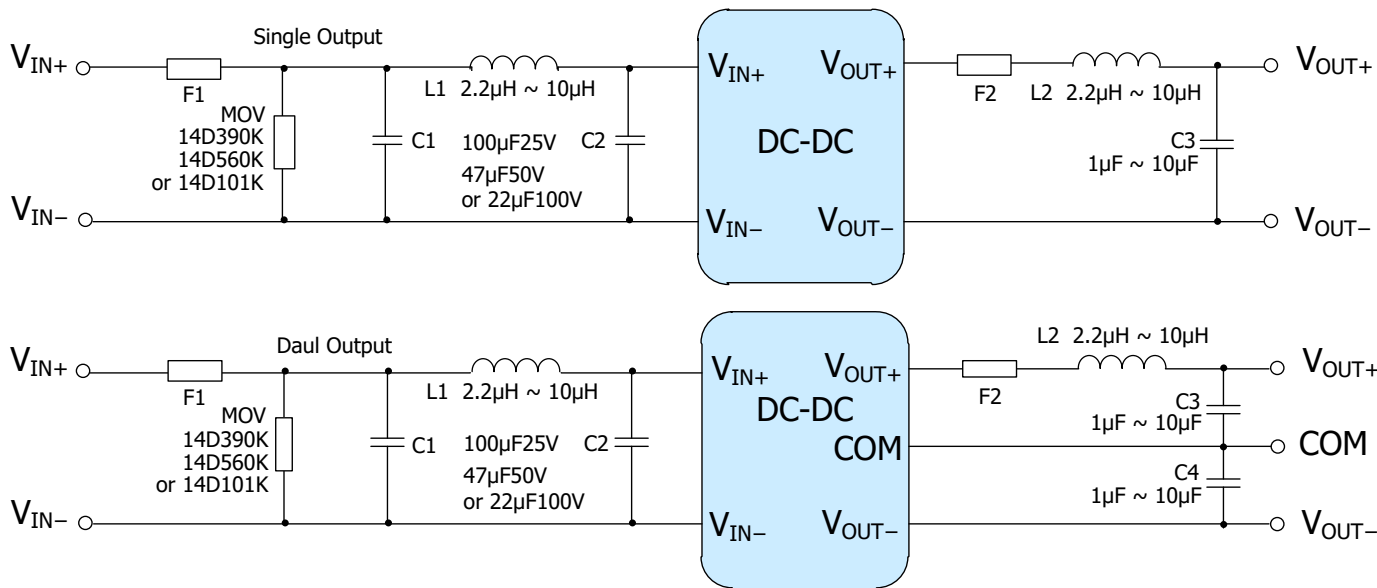 Single Output
VIN+
F1
MOV
14D390K
14D560K
or 14D101K
C1
L1 2.2µH ~ 10µH
100µF25V
47µF50V
or 22µF100V
C2
VIN−
VIN+
VOUT+
DC-DC
VIN−
VOUT−
F2
L2 2.2µH ~ 10µH
C3
1µF ~ 10µF
VOUT+
VOUT−
Daul Output
VIN+
F1
MOV
14D390K
14D560K
or 14D101K
C1
L1 2.2µH ~ 10µH
100µF25V
47µF50V
or 22µF100V
C2
VIN−
VIN+
VOUT+
DC-DC
COM
VIN−
VOUT−
L2 2.2µH ~ 10µH
F2
C3
1µF ~ 10µF
C4
1µF ~ 10µF
VOUT+
COM
VOUT−